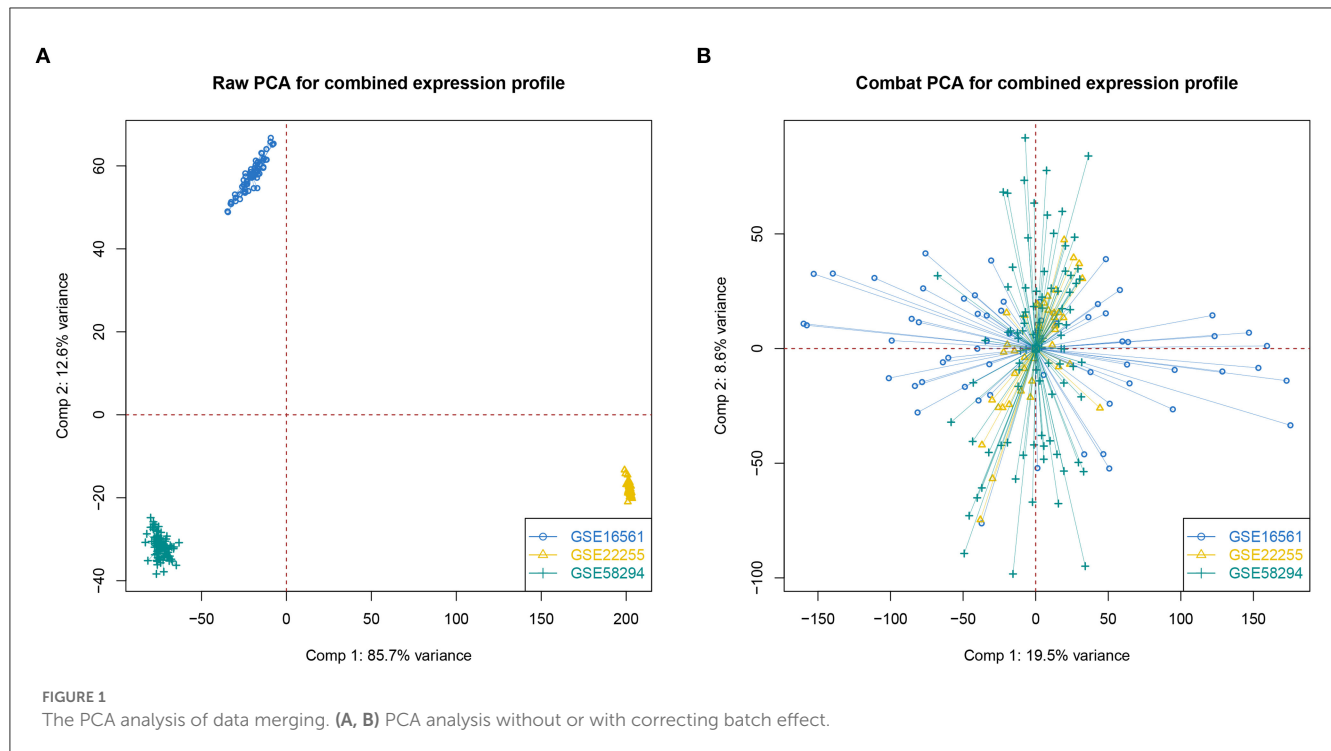 A
Raw PCA for combined expression profile
60
40
20
0
−20
−40
Comp 2: 12.6% variance
GSE16561
GSE22255
GSE58294
−50 0 50 100 150 200
Comp 1: 85.7% variance
B
Combat PCA for combined expression profile
50
0
−50
−100
Comp 2: 8.6% variance
GSE16561
GSE22255
GSE58294
−150 −100 −50 0 50 100 150
Comp 1: 19.5% variance
FIGURE 1
The PCA analysis of data merging. (A, B) PCA analysis without or with correcting batch effect.